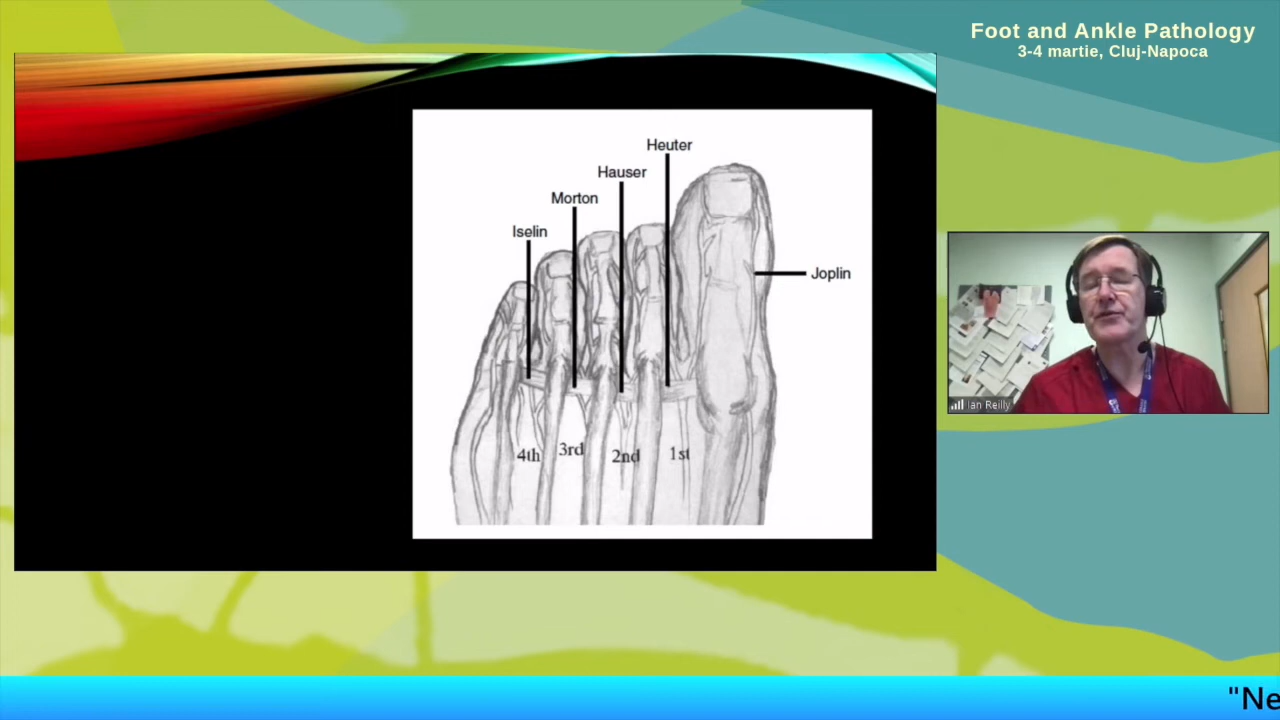 Foot and Ankle Pathology
3-4 martie, Cluj-Napoca
Heuter
Hauser
Morton
Iselin
Joplin
4th
3rd
2nd
1st
Ian Reilly
"Ne